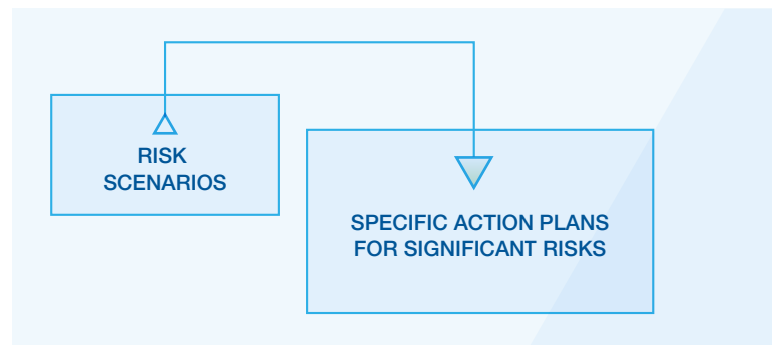 RISK
SCENARIOS
SPECIFIC ACTION PLANS
FOR SIGNIFICANT RISKS